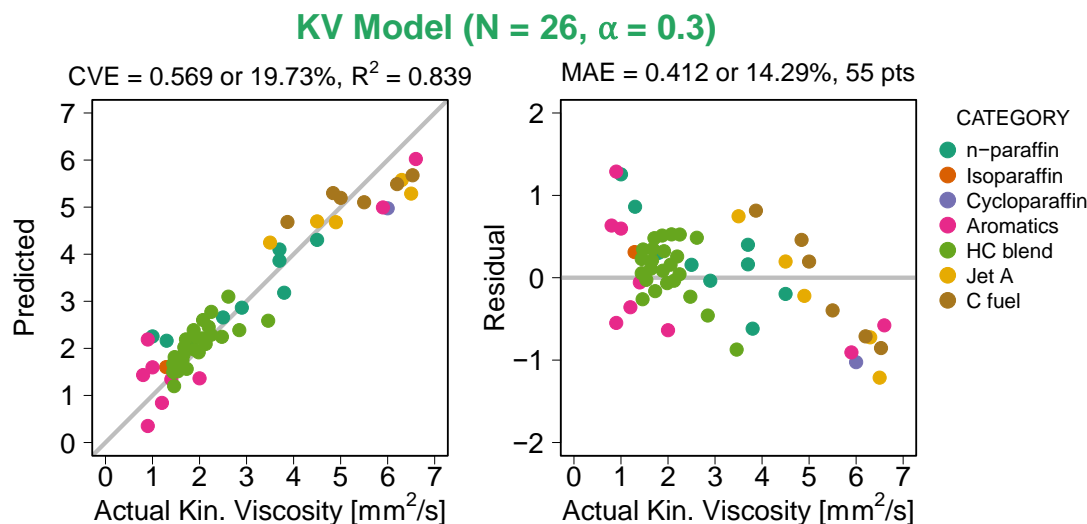 KV Model (N = 26, α = 0.3)
CVE = 0.569 or 19.73%, R² = 0.839
Predicted
7
6
5
4
3
2
1
0
0 1 2 3 4 5 6 7
Actual Kin. Viscosity [mm²/s]
MAE = 0.412 or 14.29%, 55 pts
Residual
2
1
0
−1
−2
0 1 2 3 4 5 6 7
Actual Kin. Viscosity [mm²/s]
CATEGORY
n−paraffin
Isoparaffin
Cycloparaffin
Aromatics
HC blend
Jet A
C fuel